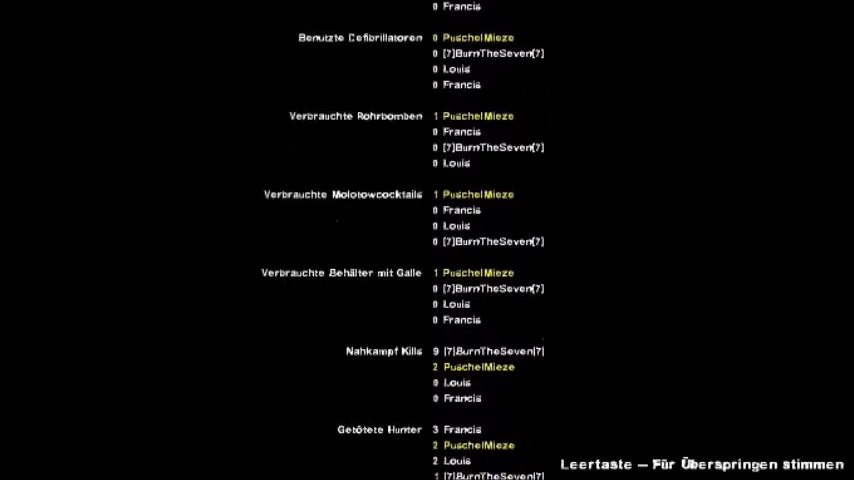 0 Francis
Benutzte Defibrillatoren 0 PuschelMieze
0 [7]BurnTheSeven[7]
0 Louis
0 Francis
Verbrauchte Rohrbomben 1 PuschelMieze
0 Francis
0 [7]BurnTheSeven[7]
0 Louis
Verbrauchte Molotowcocktails 1 PuschelMieze
0 Francis
0 Louis
0 [7]BurnTheSeven[7]
Verbrauchte Behälter mit Galle 1 PuschelMieze
0 [7]BurnTheSeven[7]
0 Louis
0 Francis
Nahkampf Kills 9 [7]BurnTheSeven[7]
2 PuschelMieze
0 Louis
0 Francis
Getötete Hunter 3 Francis
2 PuschelMieze
2 Louis
1 [7]BurnTheSeven[7]
Leertaste – Für Überspringen stimmen